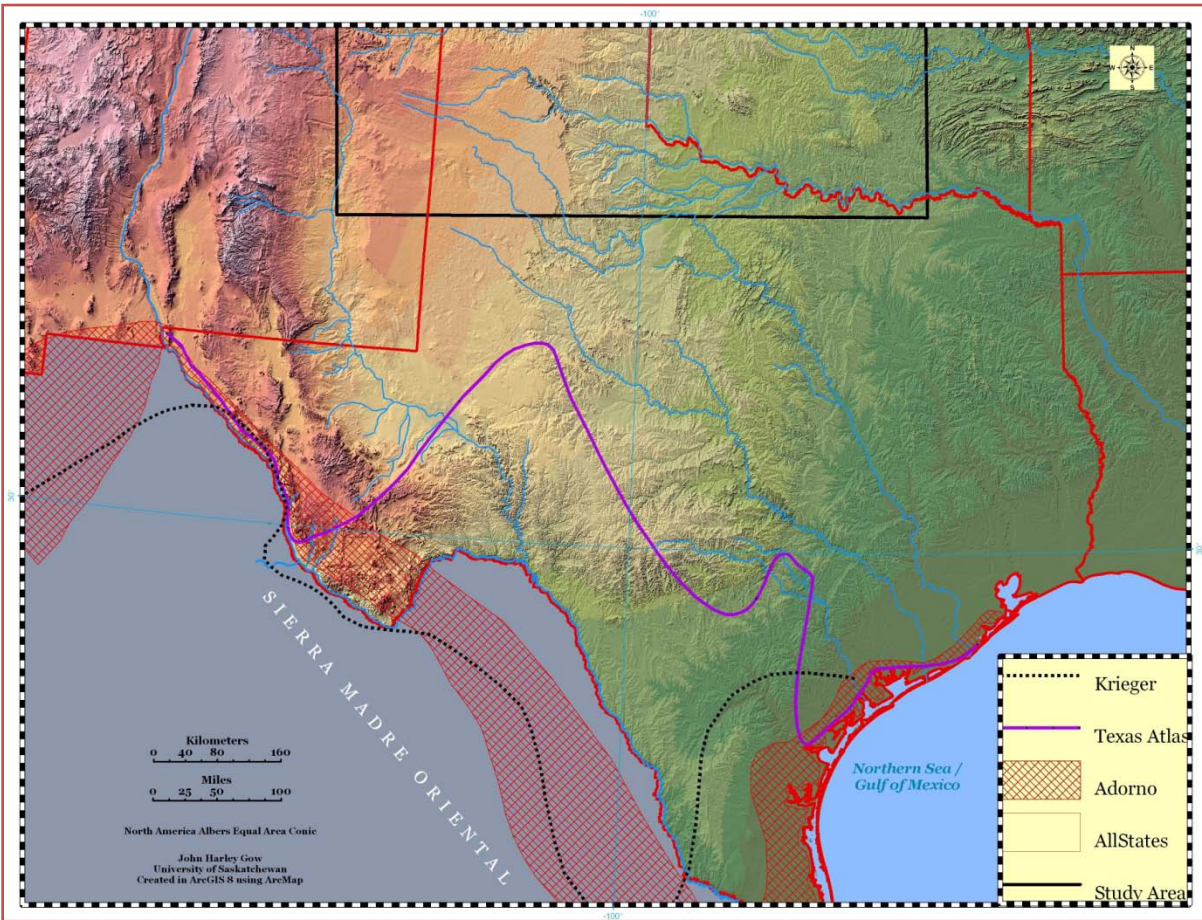 -100°
N
W E
S
30°
30°
SIERRA MADRE ORIENTAL
Kilometers
0 40 80 160
Miles
0 25 50 100
North America Albers Equal Area Conic
John Harley Gow
University of Saskatchewan
Created in ArcGIS 8 using ArcMap
Northern Sea /
Gulf of Mexico
Krieger
Texas Atlas
Adorno
AllStates
Study Area
-100°